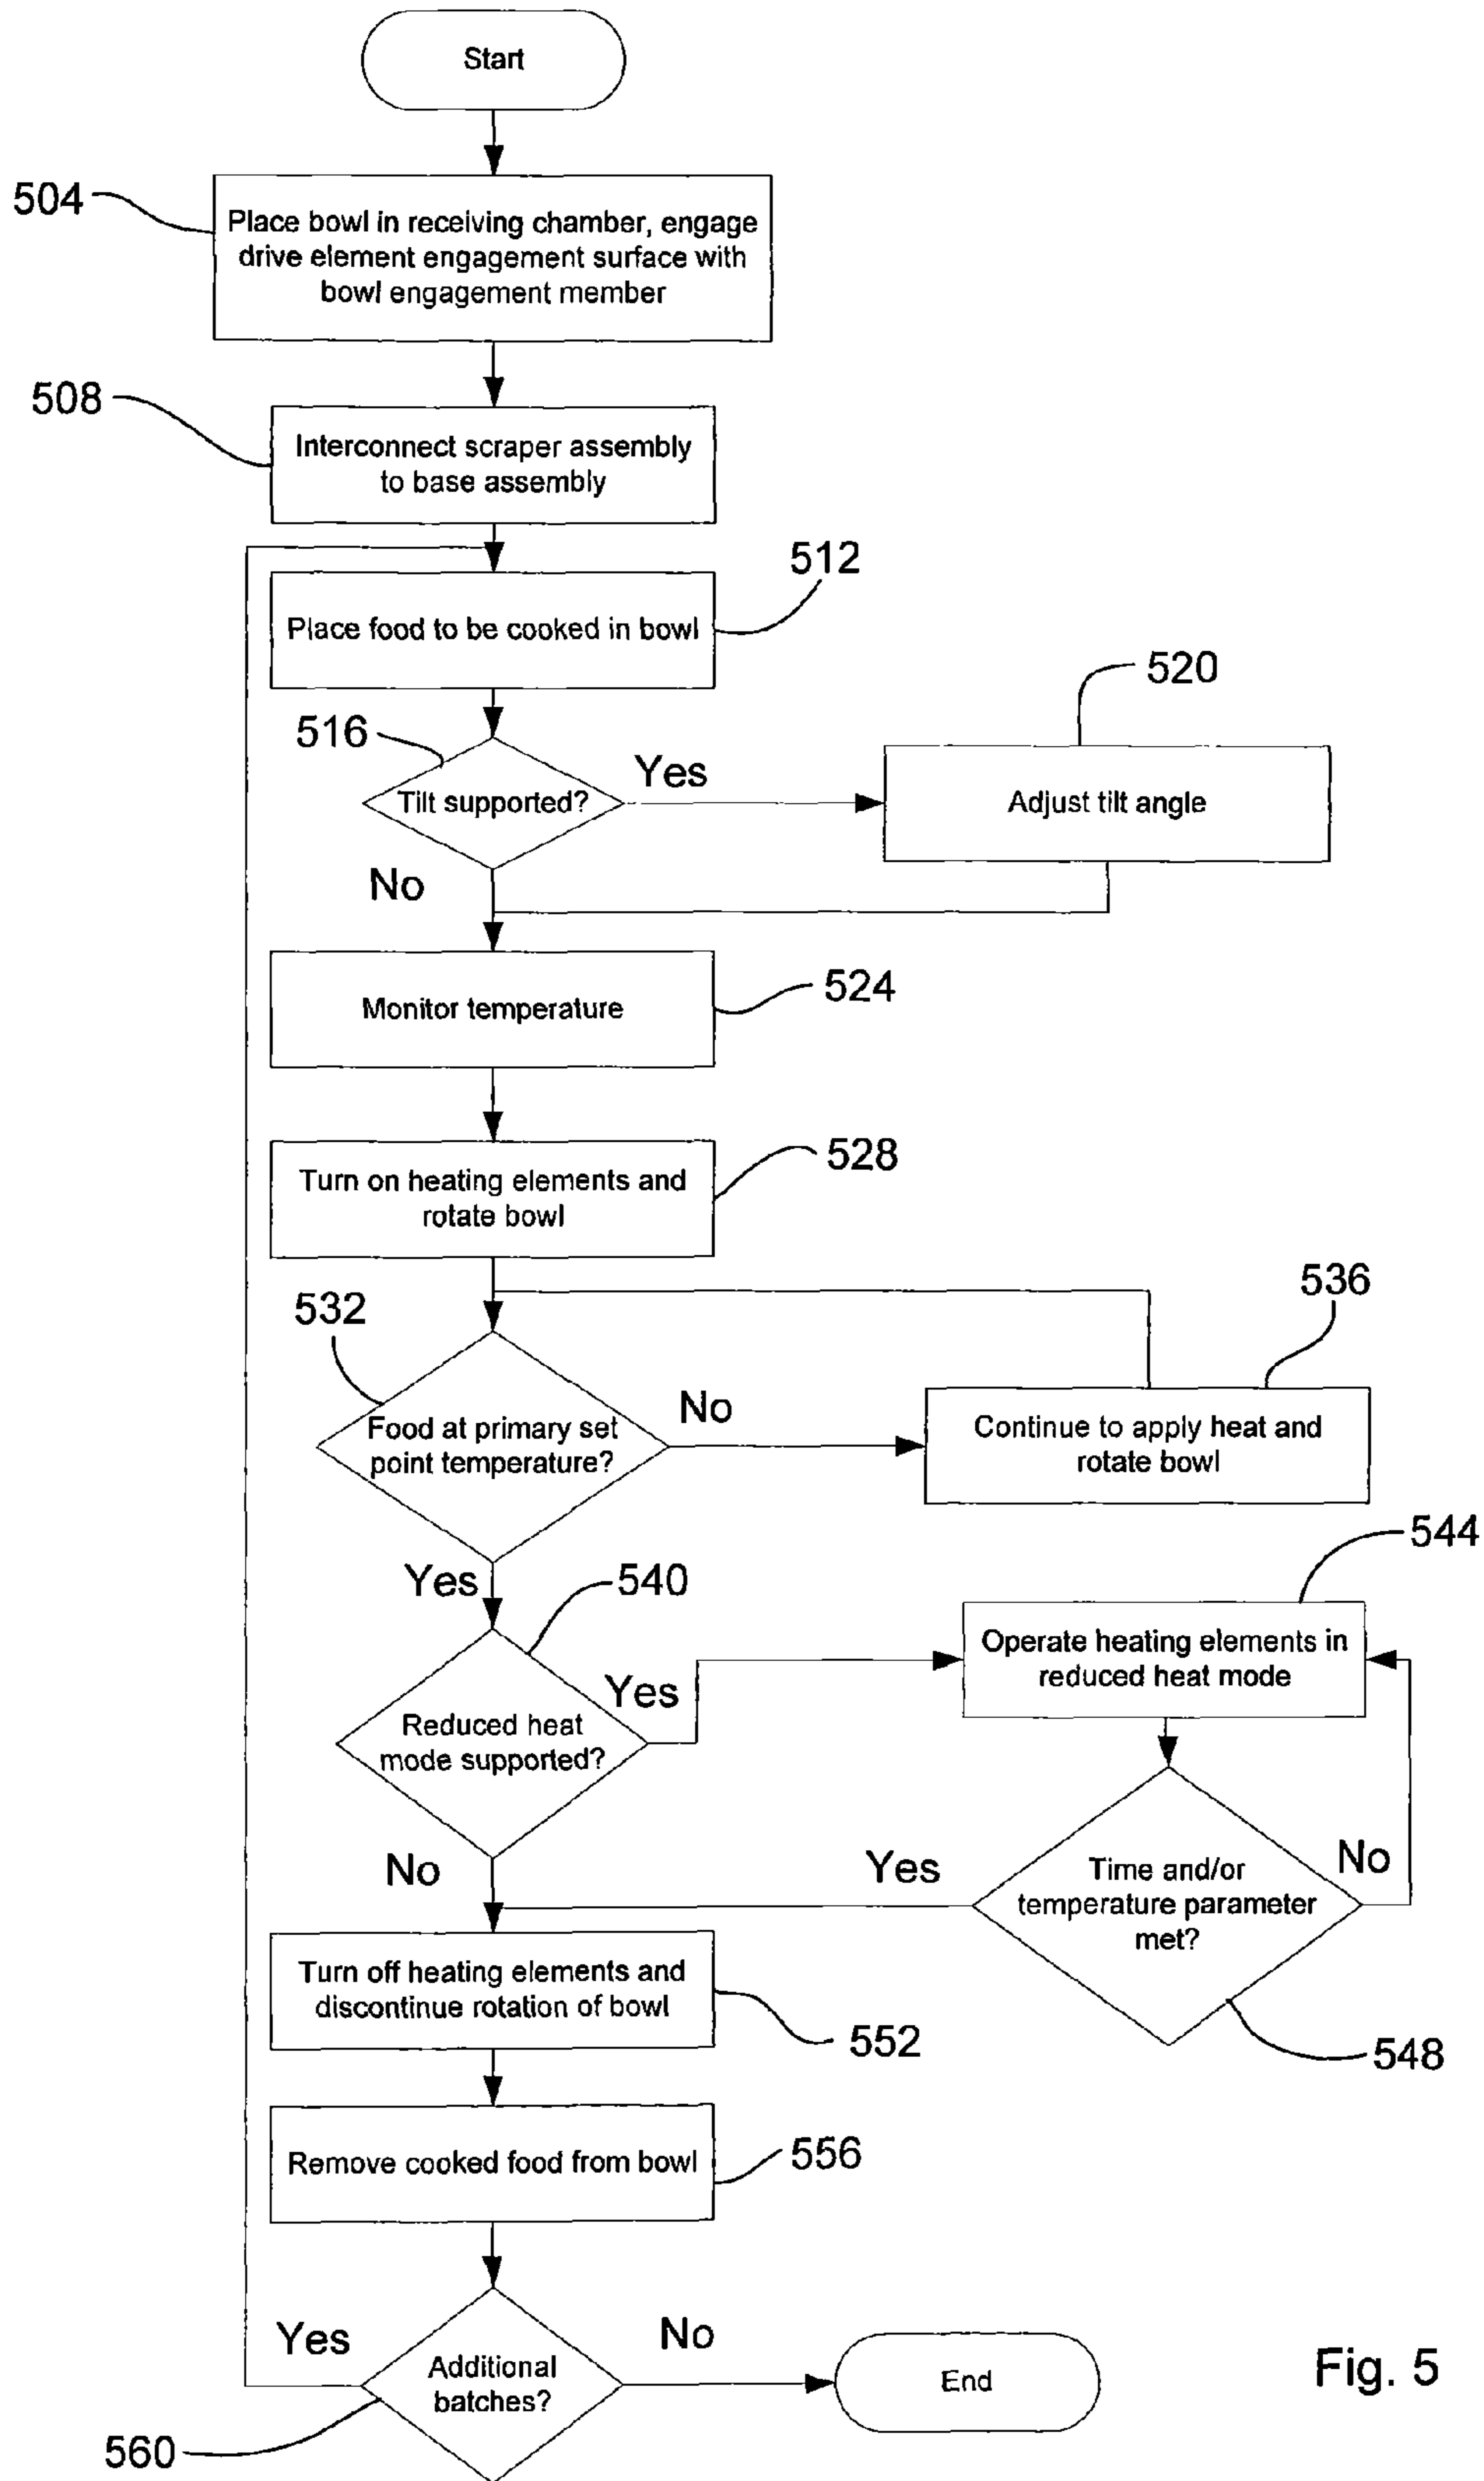 Start
504
Place bowl in receiving chamber, engage
drive element engagement surface with
bowl engagement member
508
Interconnect scraper assembly
to base assembly
512
Place food to be cooked in bowl
516
Tilt supported?
Yes
520
Adjust tilt angle
No
524
Monitor temperature
528
Turn on heating elements and
rotate bowl
532
Food at primary set
point temperature?
No
536
Continue to apply heat and
rotate bowl
Yes
540
Reduced heat
mode supported?
Yes
544
Operate heating elements in
reduced heat mode
No
Yes
Time and/or
temperature parameter
met?
No
548
Turn off heating elements and
discontinue rotation of bowl
552
Remove cooked food from bowl
556
Yes
Additional
batches?
No
560
End
Fig. 5